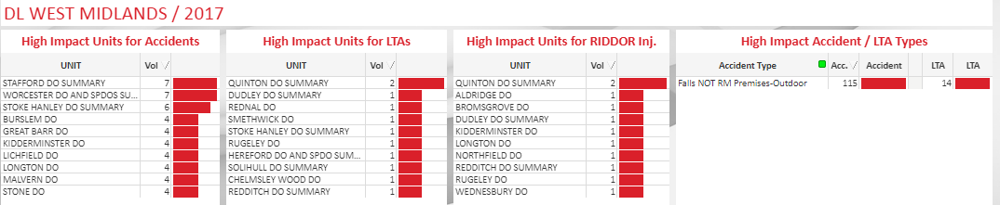 DL WEST MIDLANDS / 2017
High Impact Units for Accidents
UNIT Vol
STAFFORD DO SUMMARY 7
WORCESTER DO AND SPDOS SU... 7
STOKE HANLEY DO SUMMARY 6
BURSLEM DO 4
GREAT BARR DO 4
KIDDERMINSTER DO 4
LICHFIELD DO 4
LONGTON DO 4
MALVERN DO 4
STONE DO 4
High Impact Units for LTAs
UNIT Vol
QUINTON DO SUMMARY 2
DUDLEY DO SUMMARY 1
REDNAL DO 1
SMETHWICK DO 1
STOKE HANLEY DO SUMMARY 1
RUGELEY DO 1
HEREFORD DO AND SPDO SUM... 1
SOLIHULL DO SUMMARY 1
CHELMSLEY WOOD DO 1
REDDITCH DO SUMMARY 1
High Impact Units for RIDDOR Inj.
UNIT Vol
QUINTON DO SUMMARY 2
ALDRIDGE DO 1
BROMSGROVE DO 1
DUDLEY DO SUMMARY 1
KIDDERMINSTER DO 1
LONGTON DO 1
NORTHFIELD DO 1
REDDITCH DO SUMMARY 1
RUGELEY DO 1
WEDNESBURY DO 1
High Impact Accident / LTA Types
Accident Type Acc. Accident LTA LTA
Falls NOT RM Premises-Outdoor 115 14